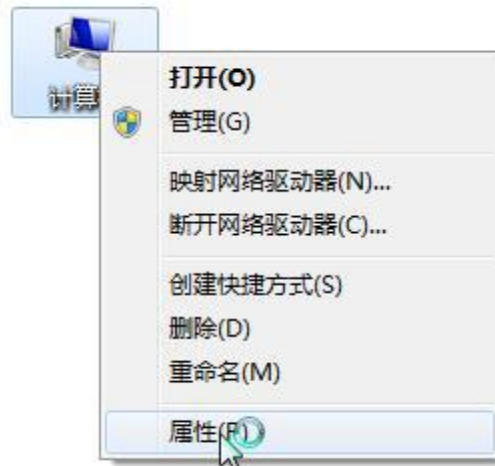 计算
打开(O)
管理(G)
映射网络驱动器(N)...
断开网络驱动器(C)...
创建快捷方式(S)
删除(D)
重命名(M)
属性(R)